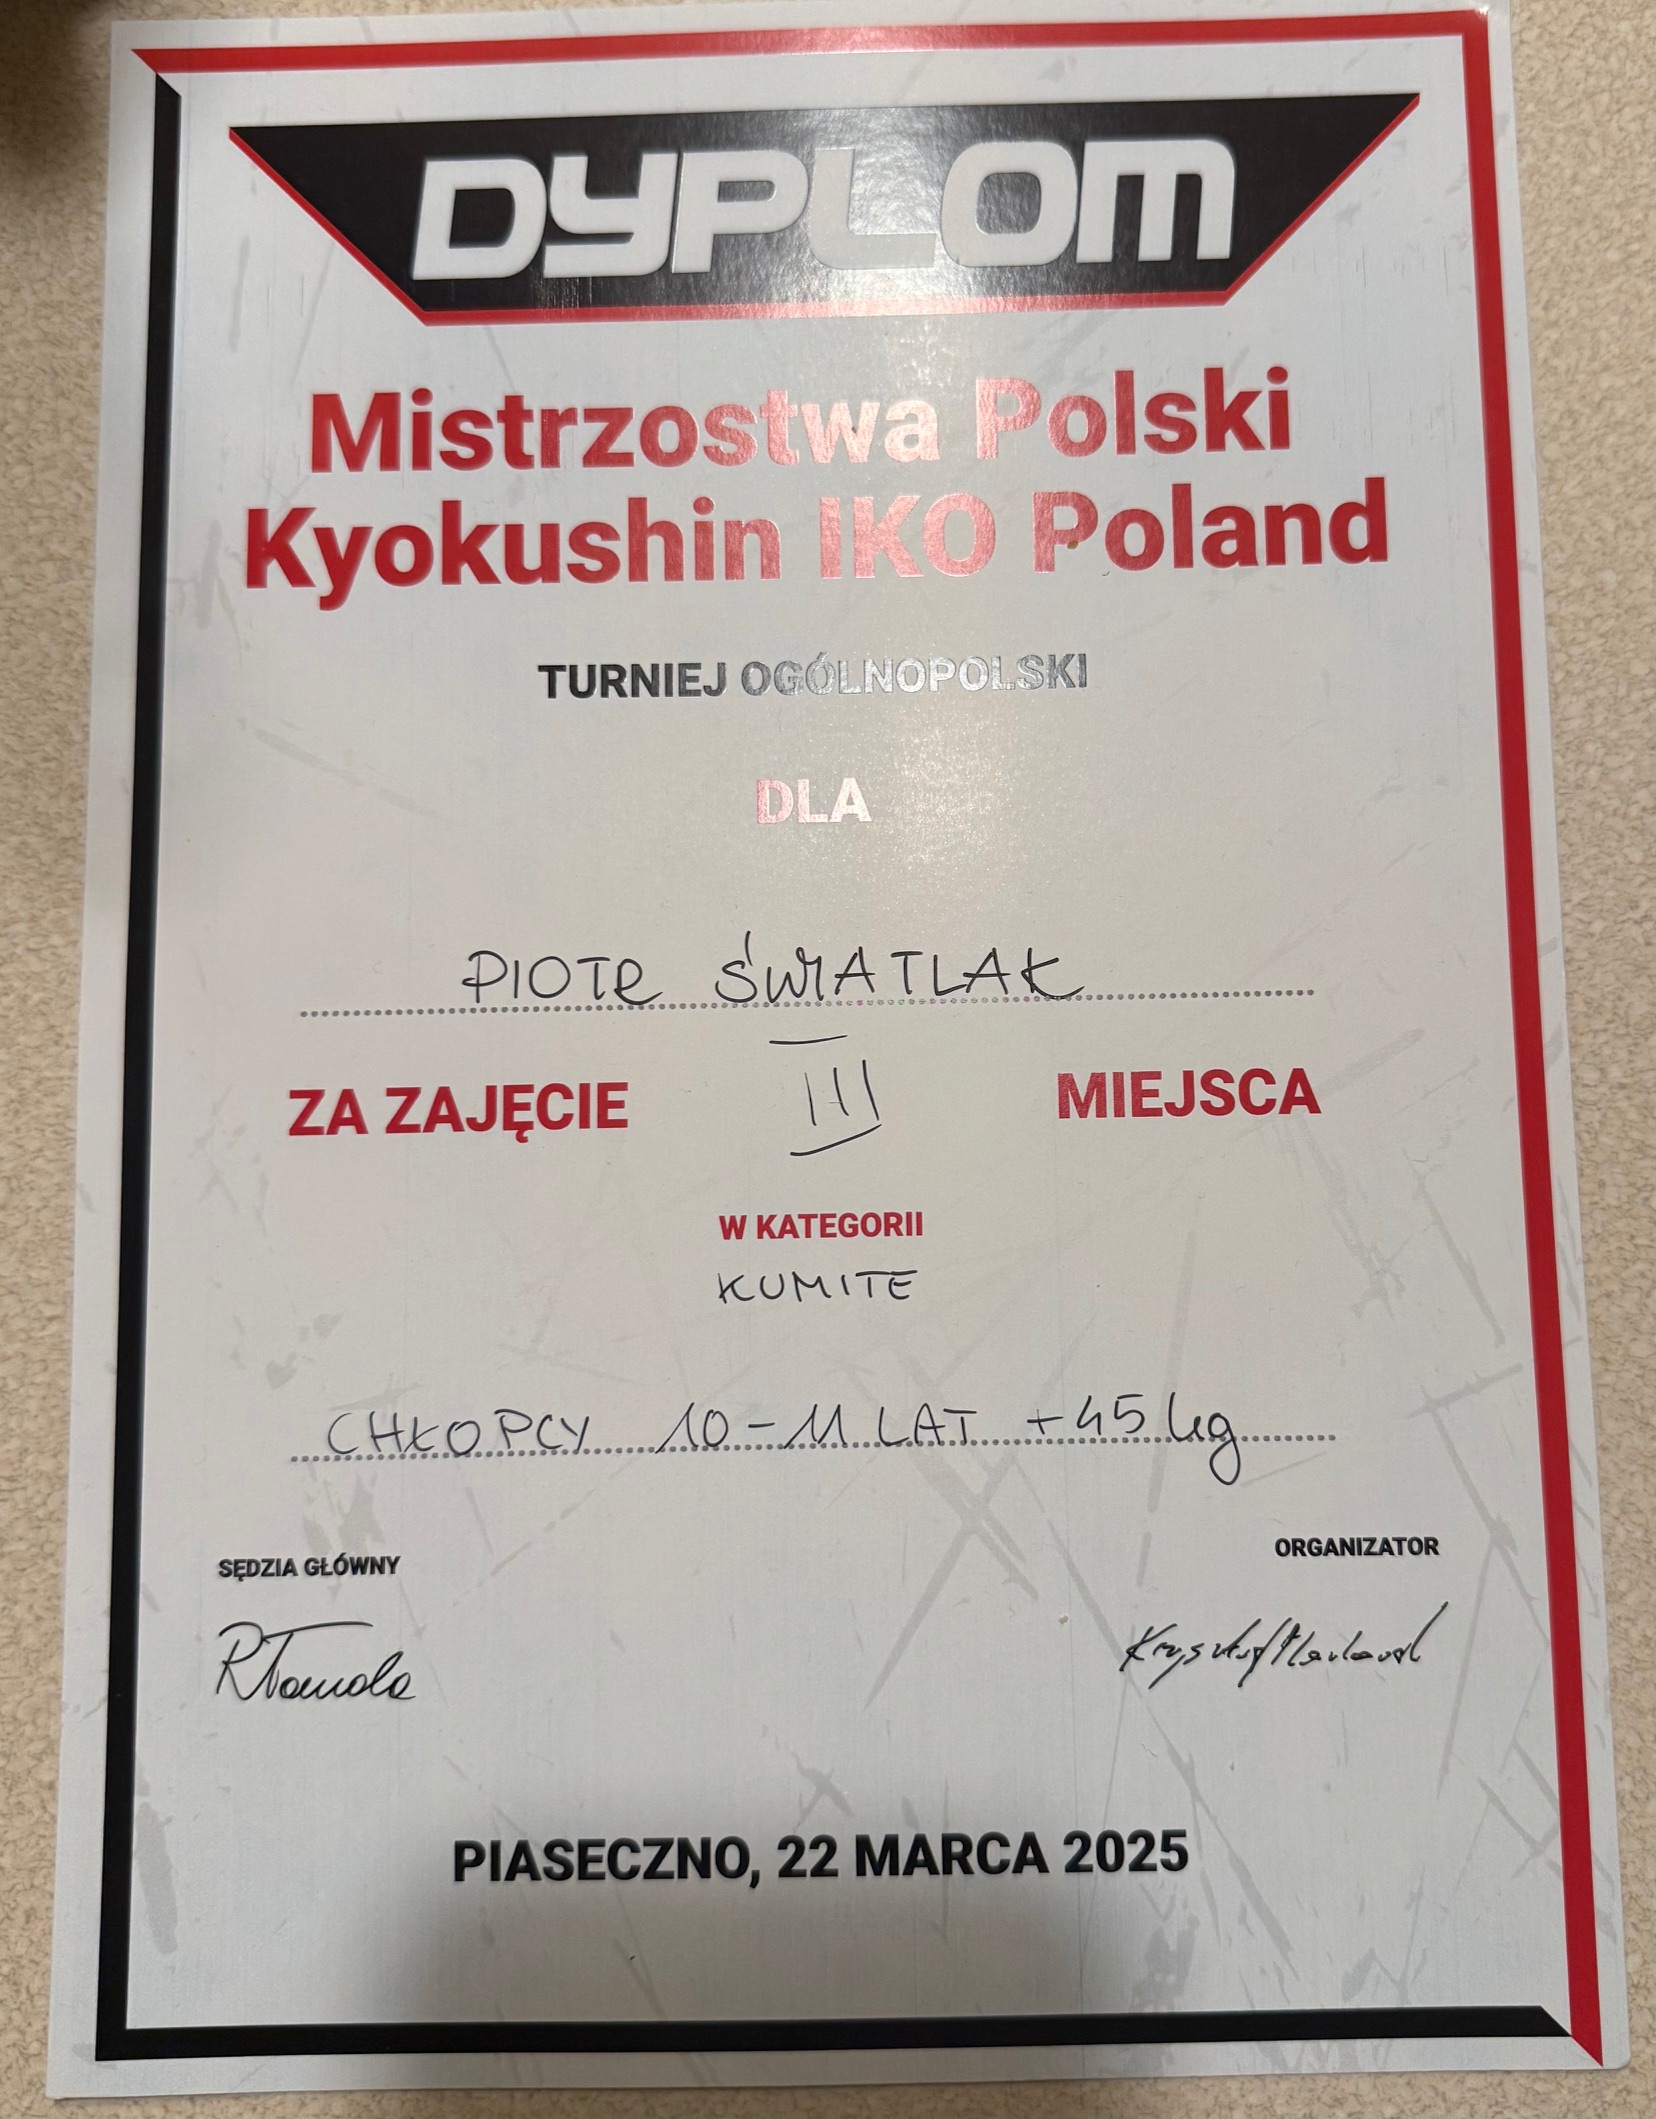 DYPLOM
Mistrzostwa Polski
Kyokushin IKO Poland
TURNIEJ OGÓLNOPOLSKI
DLA
PIOTR ŚWIATLAK
ZA ZAJĘCIE III MIEJSCA
W KATEGORII
KUMITE
CHŁOPCY 10-11 LAT +45 kg
SĘDZIA GŁÓWNY
ORGANIZATOR
Krzysztof
PIASECZNO, 22 MARCA 2025